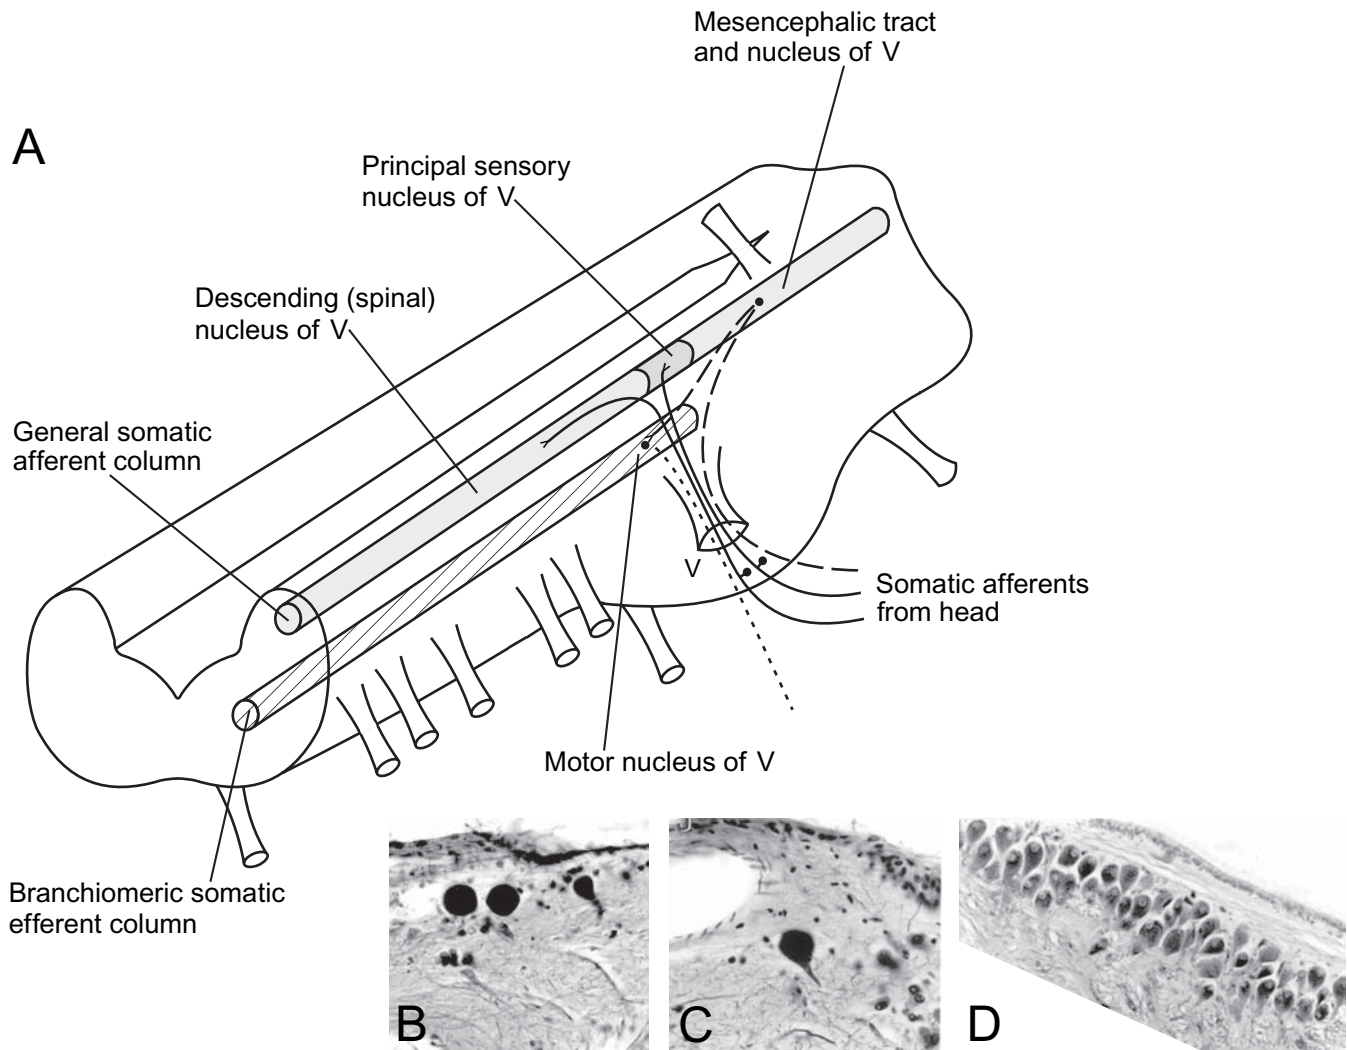 Mesencephalic tract
and nucleus of V
A
Principal sensory
nucleus of V
Descending (spinal)
nucleus of V
General somatic
afferent column
V
Somatic afferents
from head
Motor nucleus of V
Branchiomeric somatic
efferent column
B
C
D